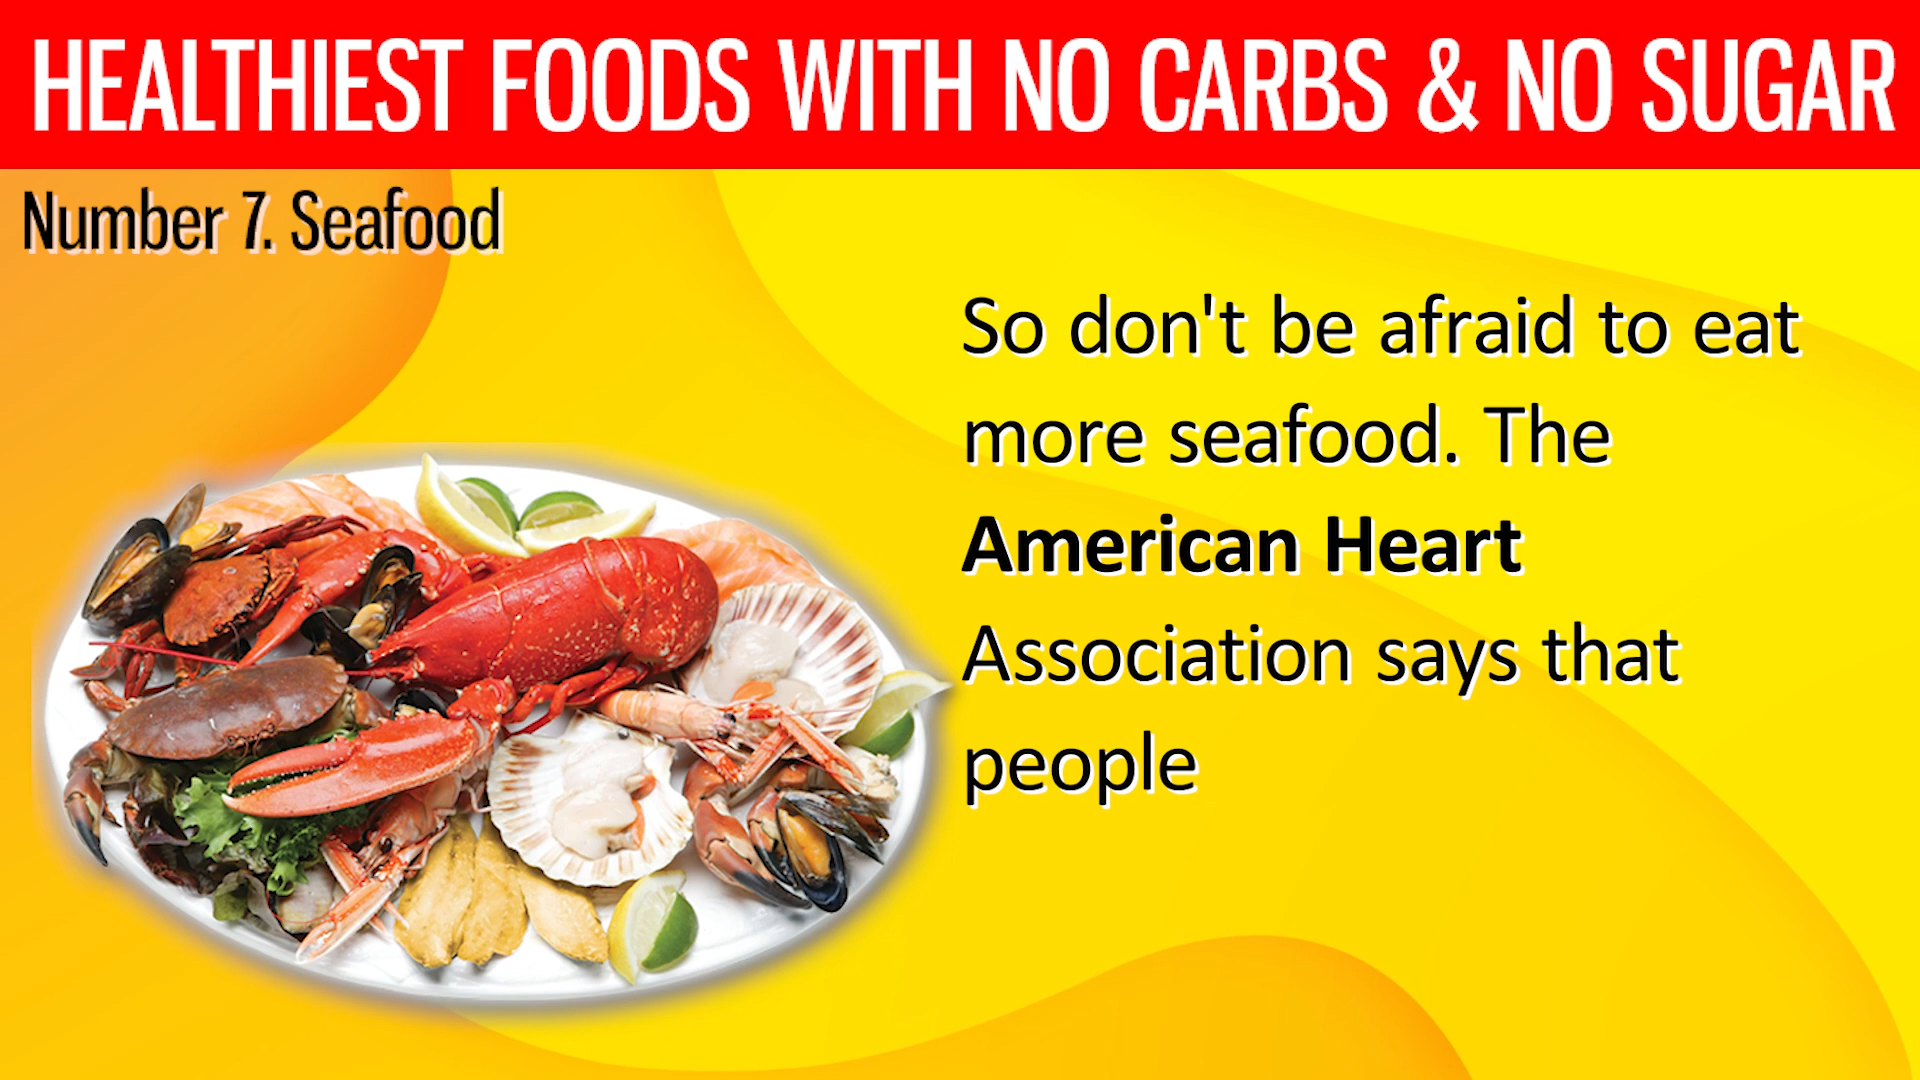 HEALTHIEST FOODS WITH NO CARBS & NO SUGAR
Number 7. Seafood
So don't be afraid to eat
more seafood. The
American Heart
Association says that
people